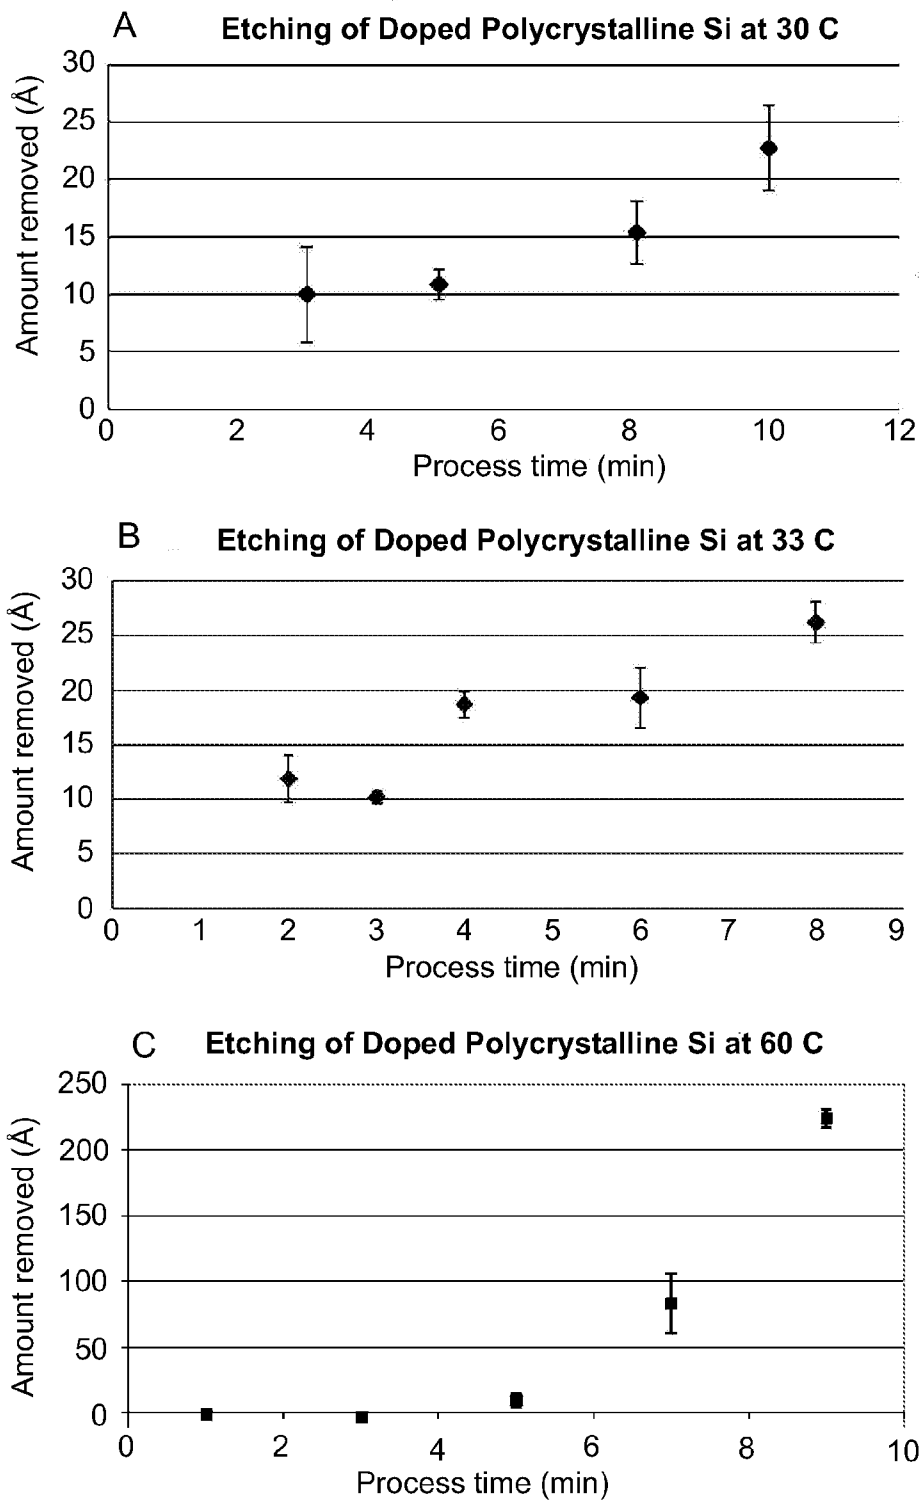 A Etching of Doped Polycrystalline Si at 30 C
30
25
20
15
10
5
0
Amount removed (Å)
0 2 4 6 8 10 12
Process time (min)
B Etching of Doped Polycrystalline Si at 33 C
30
25
20
15
10
5
0
Amount removed (Å)
0 1 2 3 4 5 6 7 8 9
Process time (min)
C Etching of Doped Polycrystalline Si at 60 C
250
200
150
100
50
0
Amount removed (Å)
0 2 4 6 8 10
Process time (min)